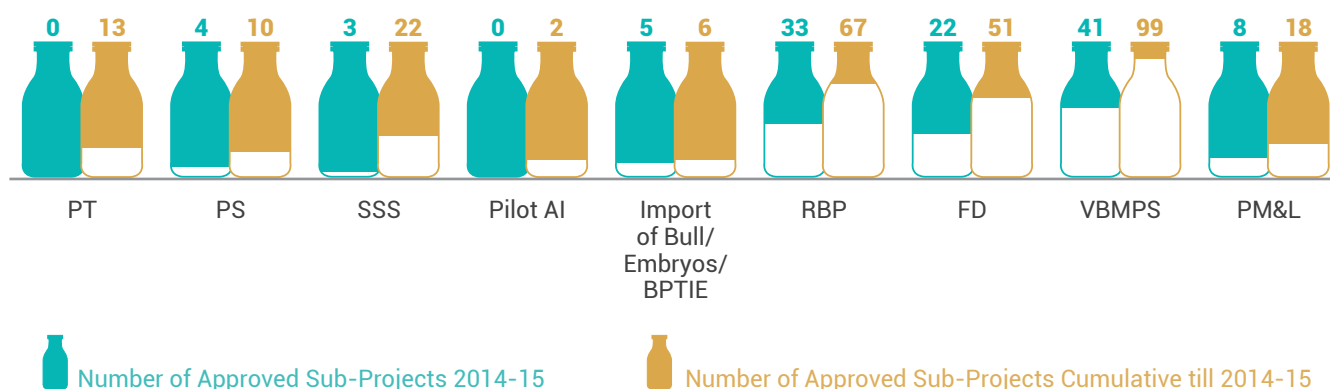 0 13 4 10 3 22 0 2 5 6 33 67 22 51 41 99 8 18
PT PS SSS Pilot AI Import RBP FD VBMPS PM&L
of Bull/
Embryos/
BPTIE
Number of Approved Sub-Projects 2014-15 Number of Approved Sub-Projects Cumulative till 2014-15